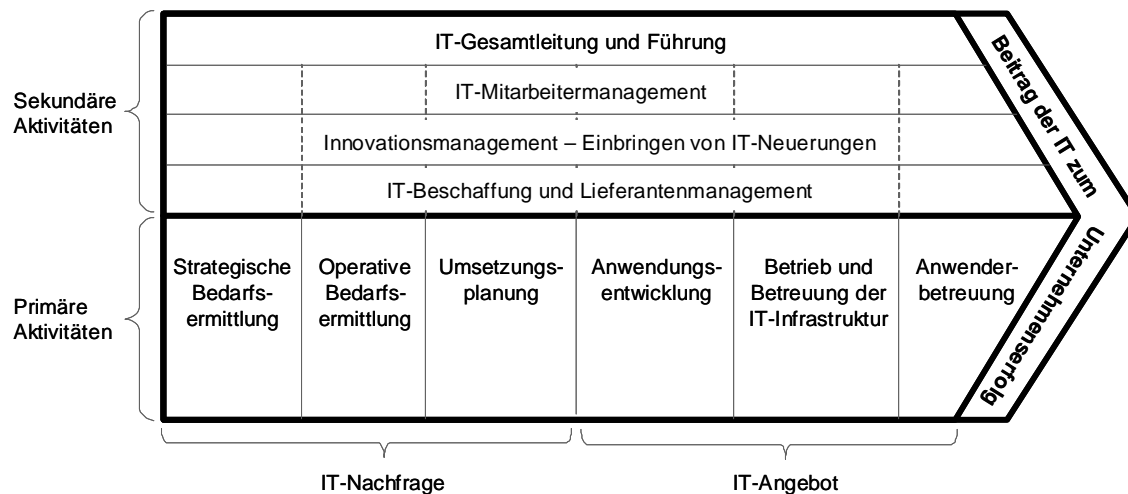 IT-Gesamtleitung und Führung
Sekundäre
Aktivitäten
IT-Mitarbeitermanagement
Innovationsmanagement – Einbringen von IT-Neuerungen
IT-Beschaffung und Lieferantenmanagement
Beitrag der IT zum
Unternehmenserfolg
Primäre
Aktivitäten
Strategische
Bedarfs-
ermittlung
Operative
Bedarfs-
ermittlung
Umsetzungs-
planung
Anwendungs-
entwicklung
Betrieb und
Betreuung der
IT-Infrastruktur
Anwender-
betreuung
IT-Nachfrage
IT-Angebot